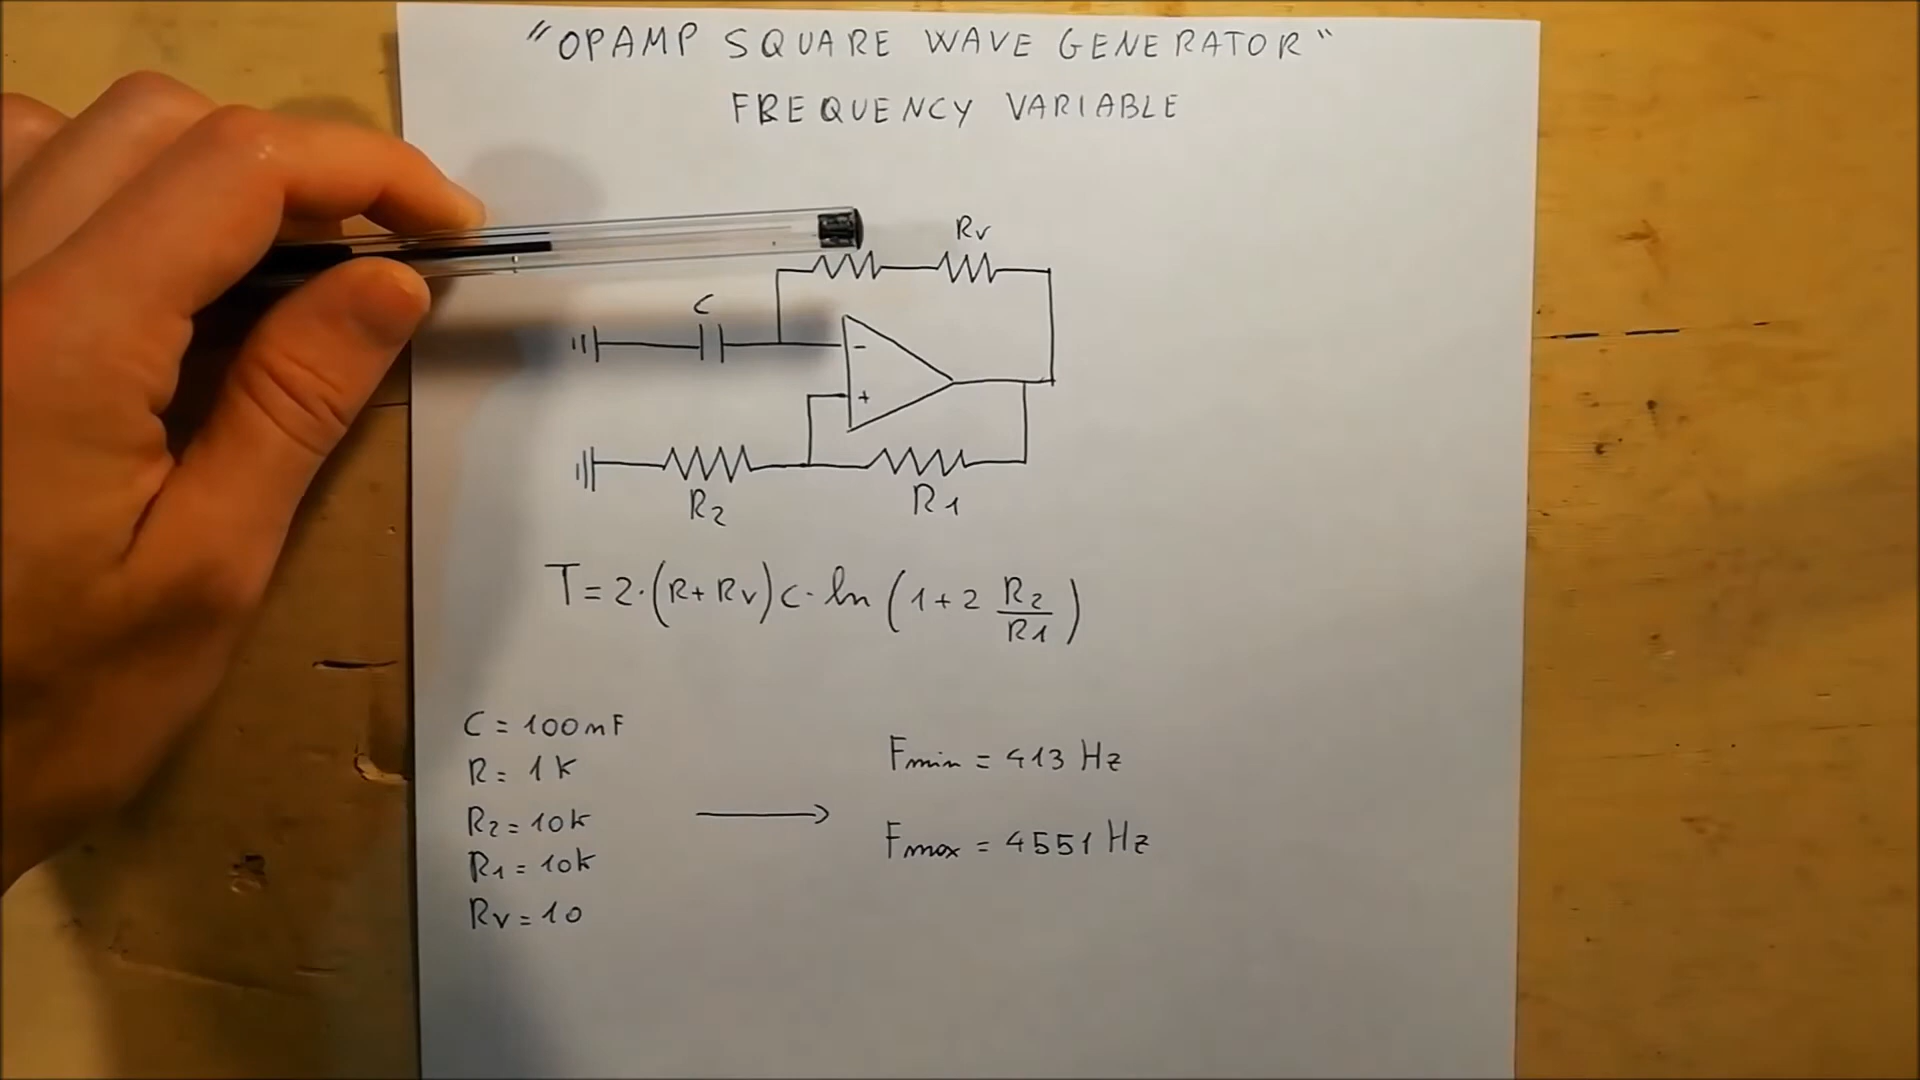 "OPAMP SQUARE WAVE GENERATOR"
FREQUENCY VARIABLE
Rv
C
-
+
R2
R1
T=2·(R+Rv)C·ln(1+2 R2/R1)
C = 100nF
R = 1K
R2 = 10K
R1 = 10K
Rv = 10
Fmin = 413 Hz
Fmax = 4551 Hz